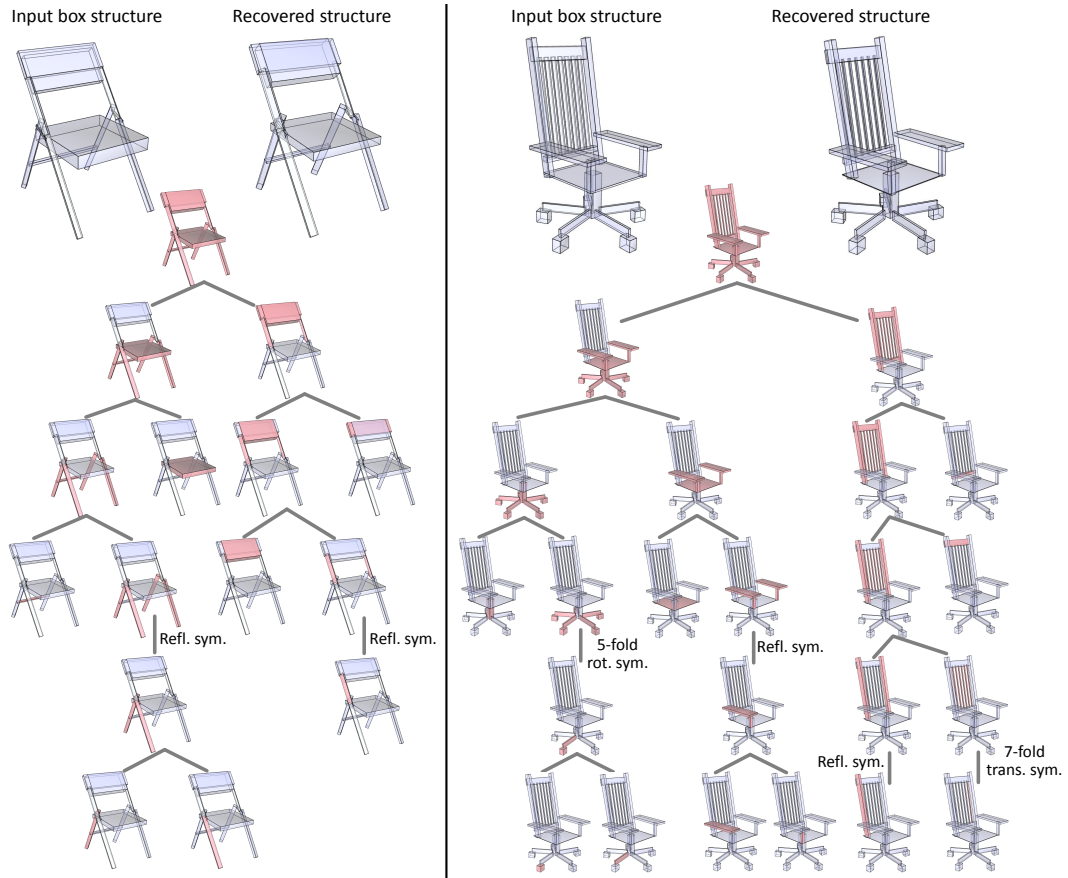 Input box structure
Recovered structure
Input box structure
Recovered structure
Refl. sym.
Refl. sym.
5-fold
rot. sym.
Refl. sym.
Refl. sym.
7-fold
trans. sym.